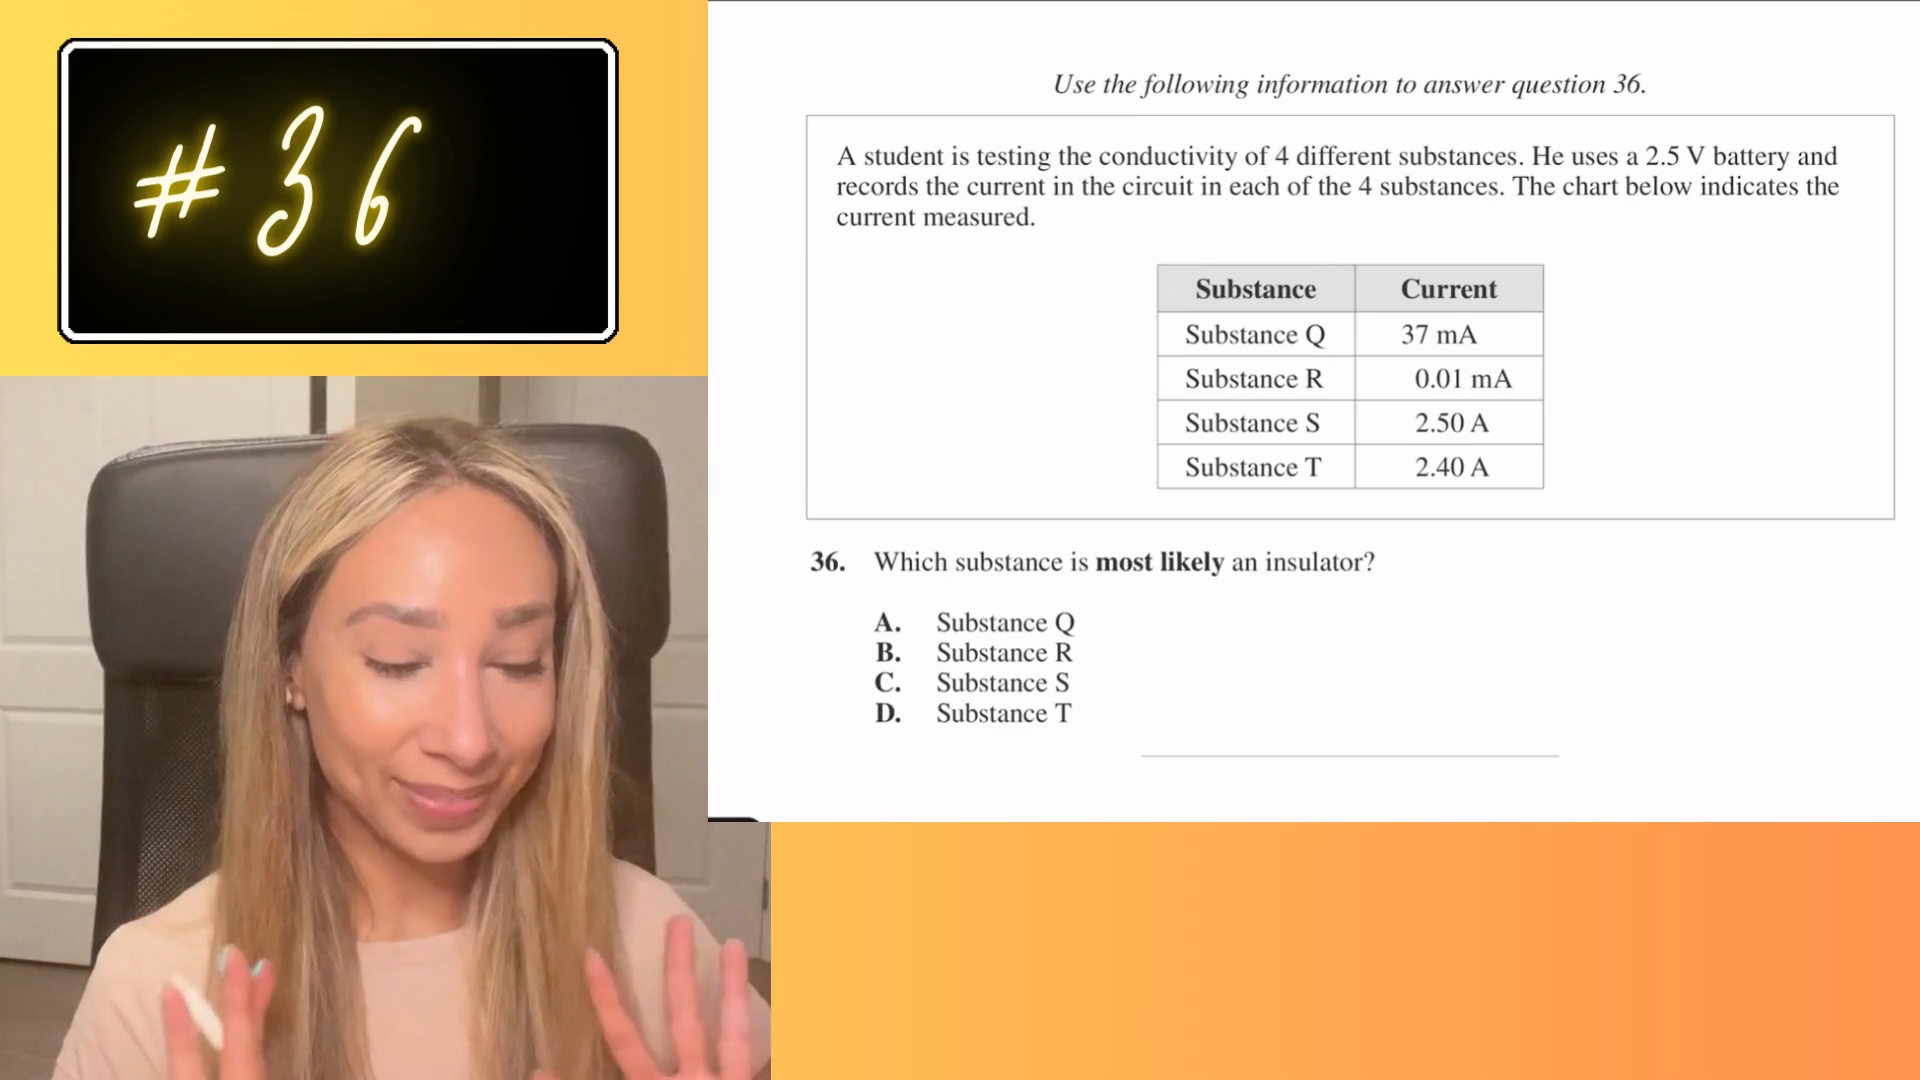 # 36
Use the following information to answer question 36.
A student is testing the conductivity of 4 different substances. He uses a 2.5 V battery and
records the current in the circuit in each of the 4 substances. The chart below indicates the
current measured.
Substance Current
Substance Q 37 mA
Substance R 0.01 mA
Substance S 2.50 A
Substance T 2.40 A
36. Which substance is most likely an insulator?
A. Substance Q
B. Substance R
C. Substance S
D. Substance T